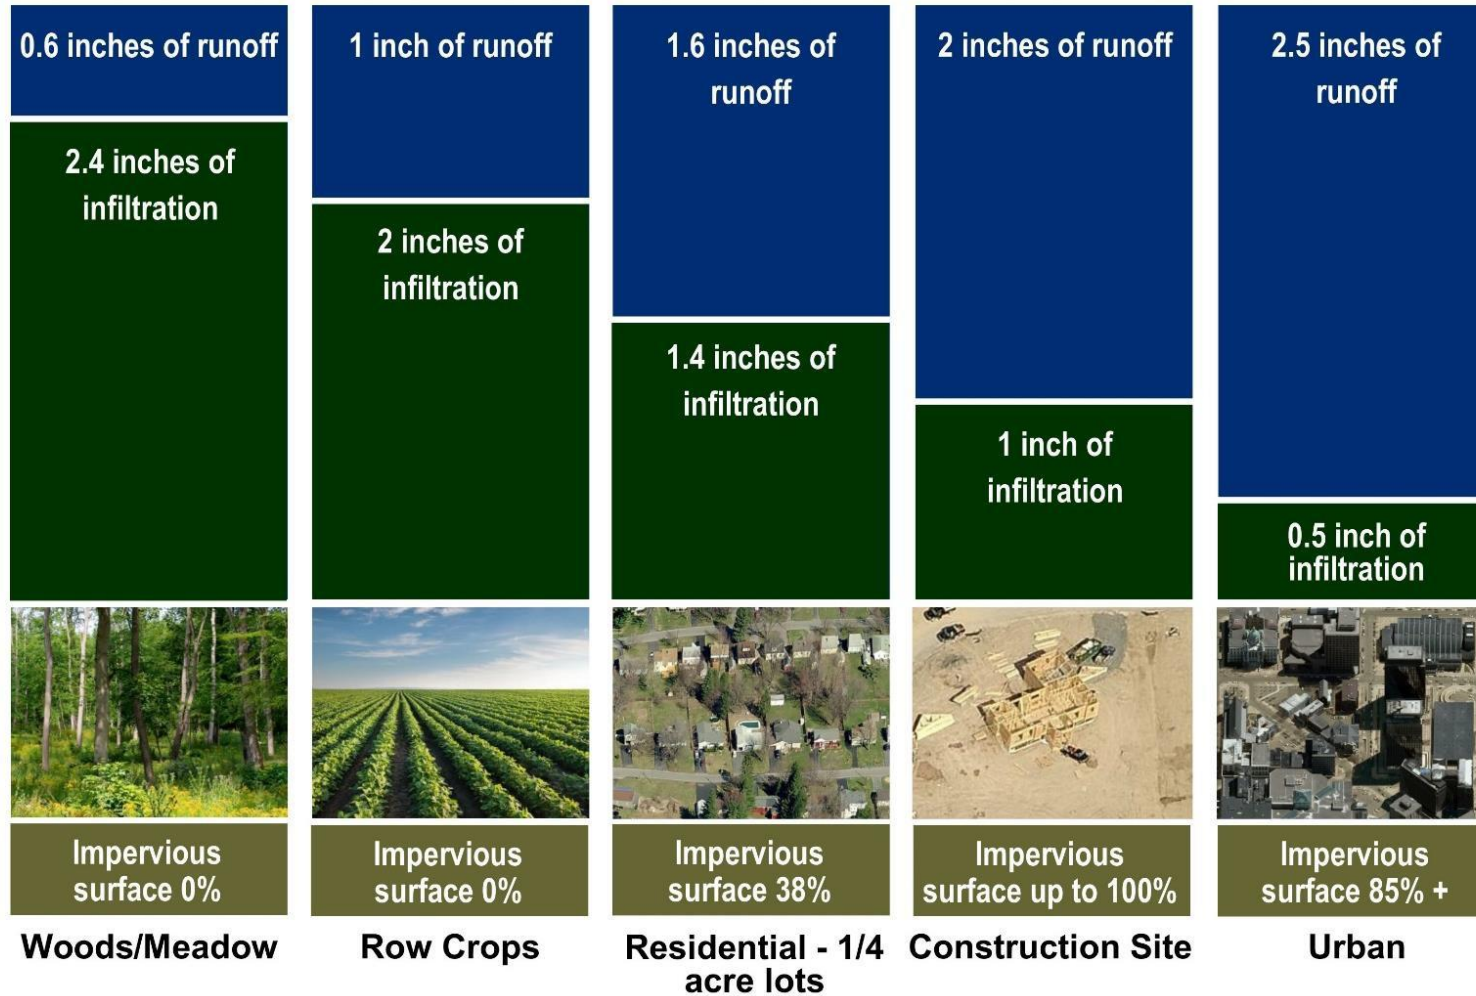 0.6 inches of runoff
2.4 inches of
infiltration
Impervious
surface 0%
Woods/Meadow
1 inch of runoff
2 inches of
infiltration
Impervious
surface 0%
Row Crops
1.6 inches of
runoff
1.4 inches of
infiltration
Impervious
surface 38%
Residential - 1/4
acre lots
2 inches of runoff
1 inch of
infiltration
Impervious
surface up to 100%
Construction Site
2.5 inches of
runoff
0.5 inch of
infiltration
Impervious
surface 85% +
Urban